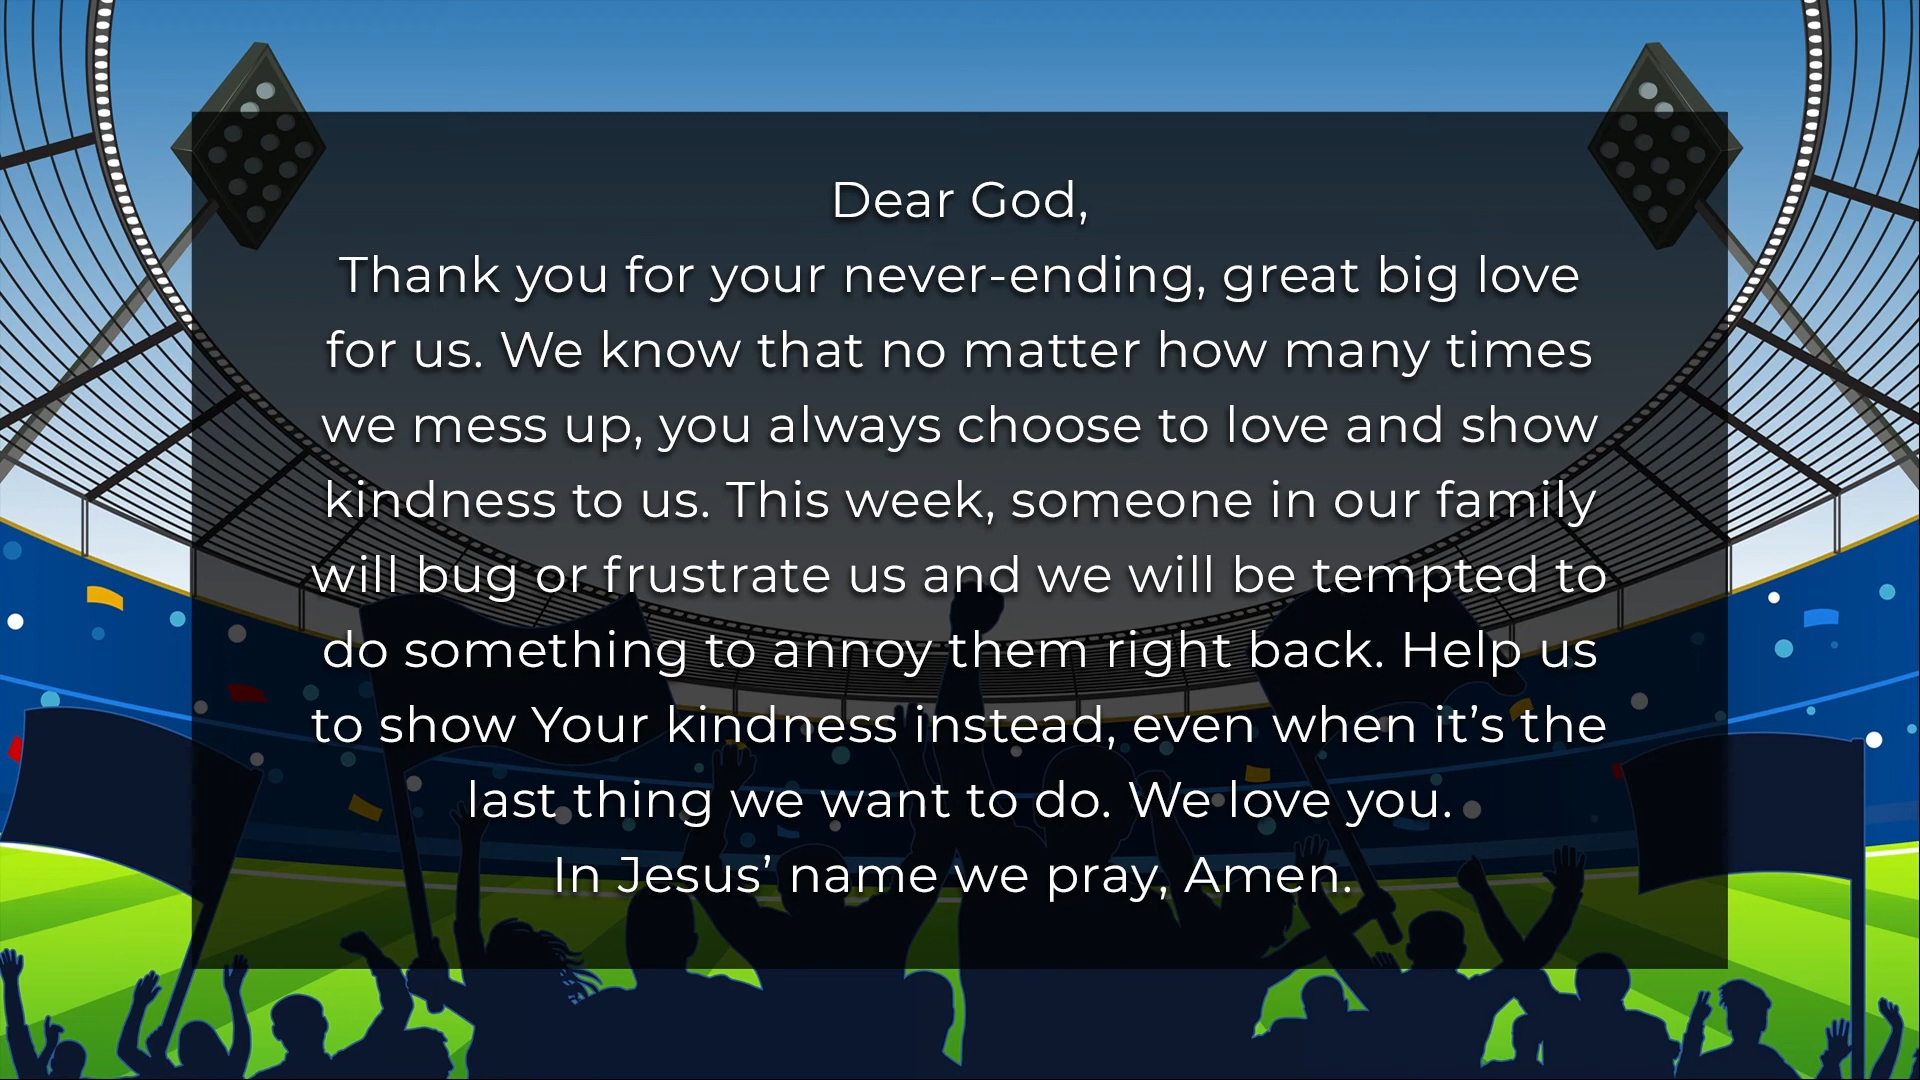 Dear God,
Thank you for your never-ending, great big love
for us. We know that no matter how many times
we mess up, you always choose to love and show
kindness to us. This week, someone in our family
will bug or frustrate us and we will be tempted to
do something to annoy them right back. Help us
to show Your kindness instead, even when it’s the
last thing we want to do. We love you.
In Jesus’ name we pray, Amen.